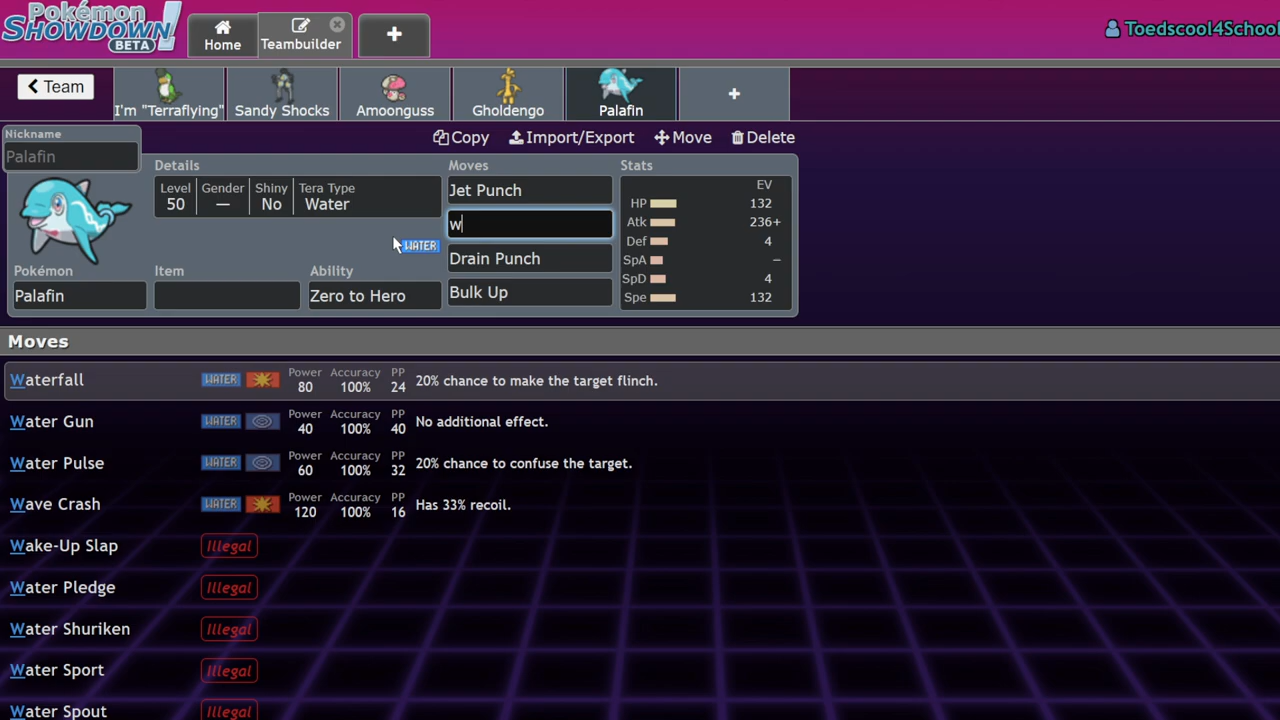 Pokémon
SHOWDOWN!
BETA
Home
Teambuilder
Toedscool4School
Team
I'm "Terraflying"
Sandy Shocks
Amoonguss
Gholdengo
Palafin
Nickname
Palafin
Copy
Import/Export
Move
Delete
Details
Moves
Stats
Level
Gender
Shiny
Tera Type
50
—
No
Water
WATER
Pokémon
Item
Ability
Palafin
Zero to Hero
Jet Punch
w
Drain Punch
Bulk Up
EV
HP 132
Atk 236+
Def 4
SpA –
SpD 4
Spe 132
Moves
Waterfall WATER Power 80 Accuracy 100% PP 24 20% chance to make the target flinch.
Water Gun WATER Power 40 Accuracy 100% PP 40 No additional effect.
Water Pulse WATER Power 60 Accuracy 100% PP 32 20% chance to confuse the target.
Wave Crash WATER Power 120 Accuracy 100% PP 16 Has 33% recoil.
Wake-Up Slap Illegal
Water Pledge Illegal
Water Shuriken Illegal
Water Sport Illegal
Water Spout Illegal